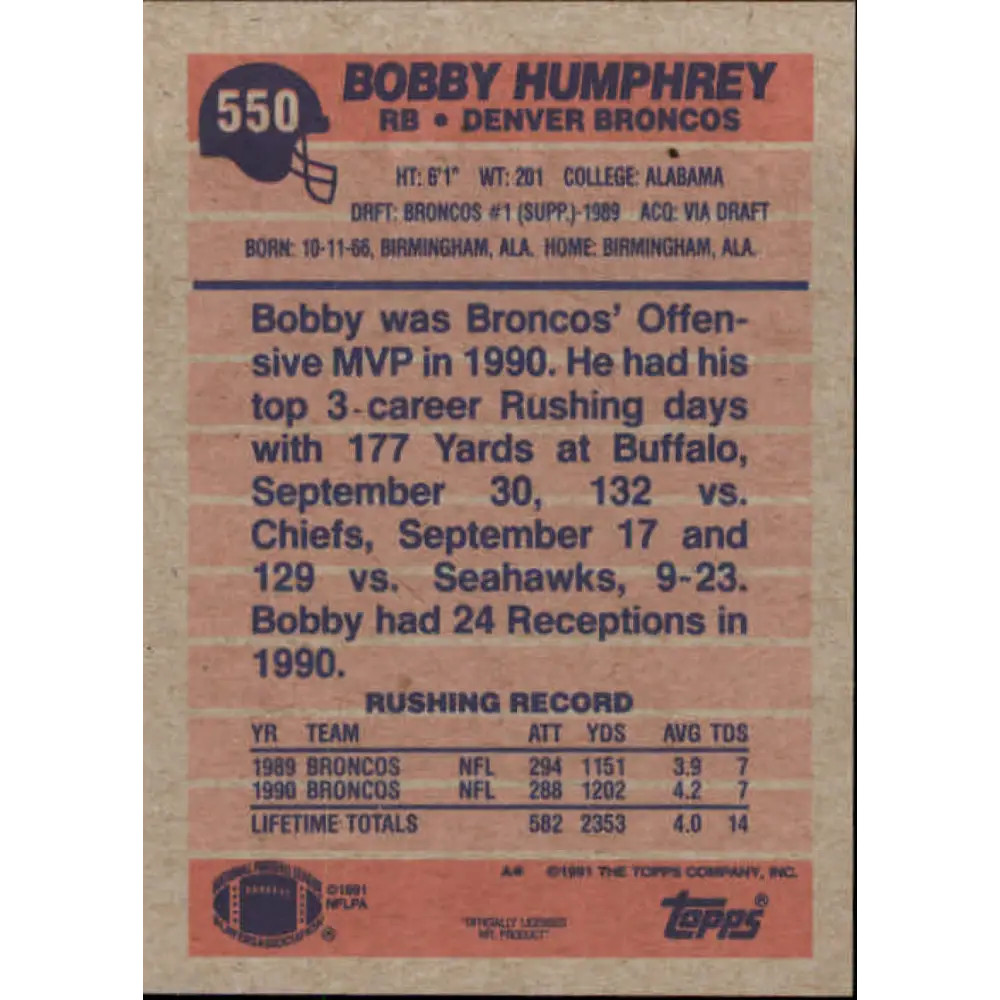 550
BOBBY HUMPHREY
RB • DENVER BRONCOS
HT: 6'1" WT: 201 COLLEGE: ALABAMA
DRFT: BRONCOS #1 (SUPP.)-1989 ACQ: VIA DRAFT
BORN: 10-11-66, BIRMINGHAM, ALA. HOME: BIRMINGHAM, ALA.
Bobby was Broncos' Offen-
sive MVP in 1990. He had his
top 3-career Rushing days
with 177 Yards at Buffalo,
September 30, 132 vs.
Chiefs, September 17 and
129 vs. Seahawks, 9-23.
Bobby had 24 Receptions in
1990.
RUSHING RECORD
YR TEAM ATT YDS AVG TDS
1989 BRONCOS NFL 294 1151 3.9 7
1990 BRONCOS NFL 288 1202 4.2 7
LIFETIME TOTALS 582 2353 4.0 14
©1991 THE TOPPS COMPANY, INC.
©1991
NFLPA
®
"OFFICIALLY LICENSED
NFL PRODUCT"
topps®